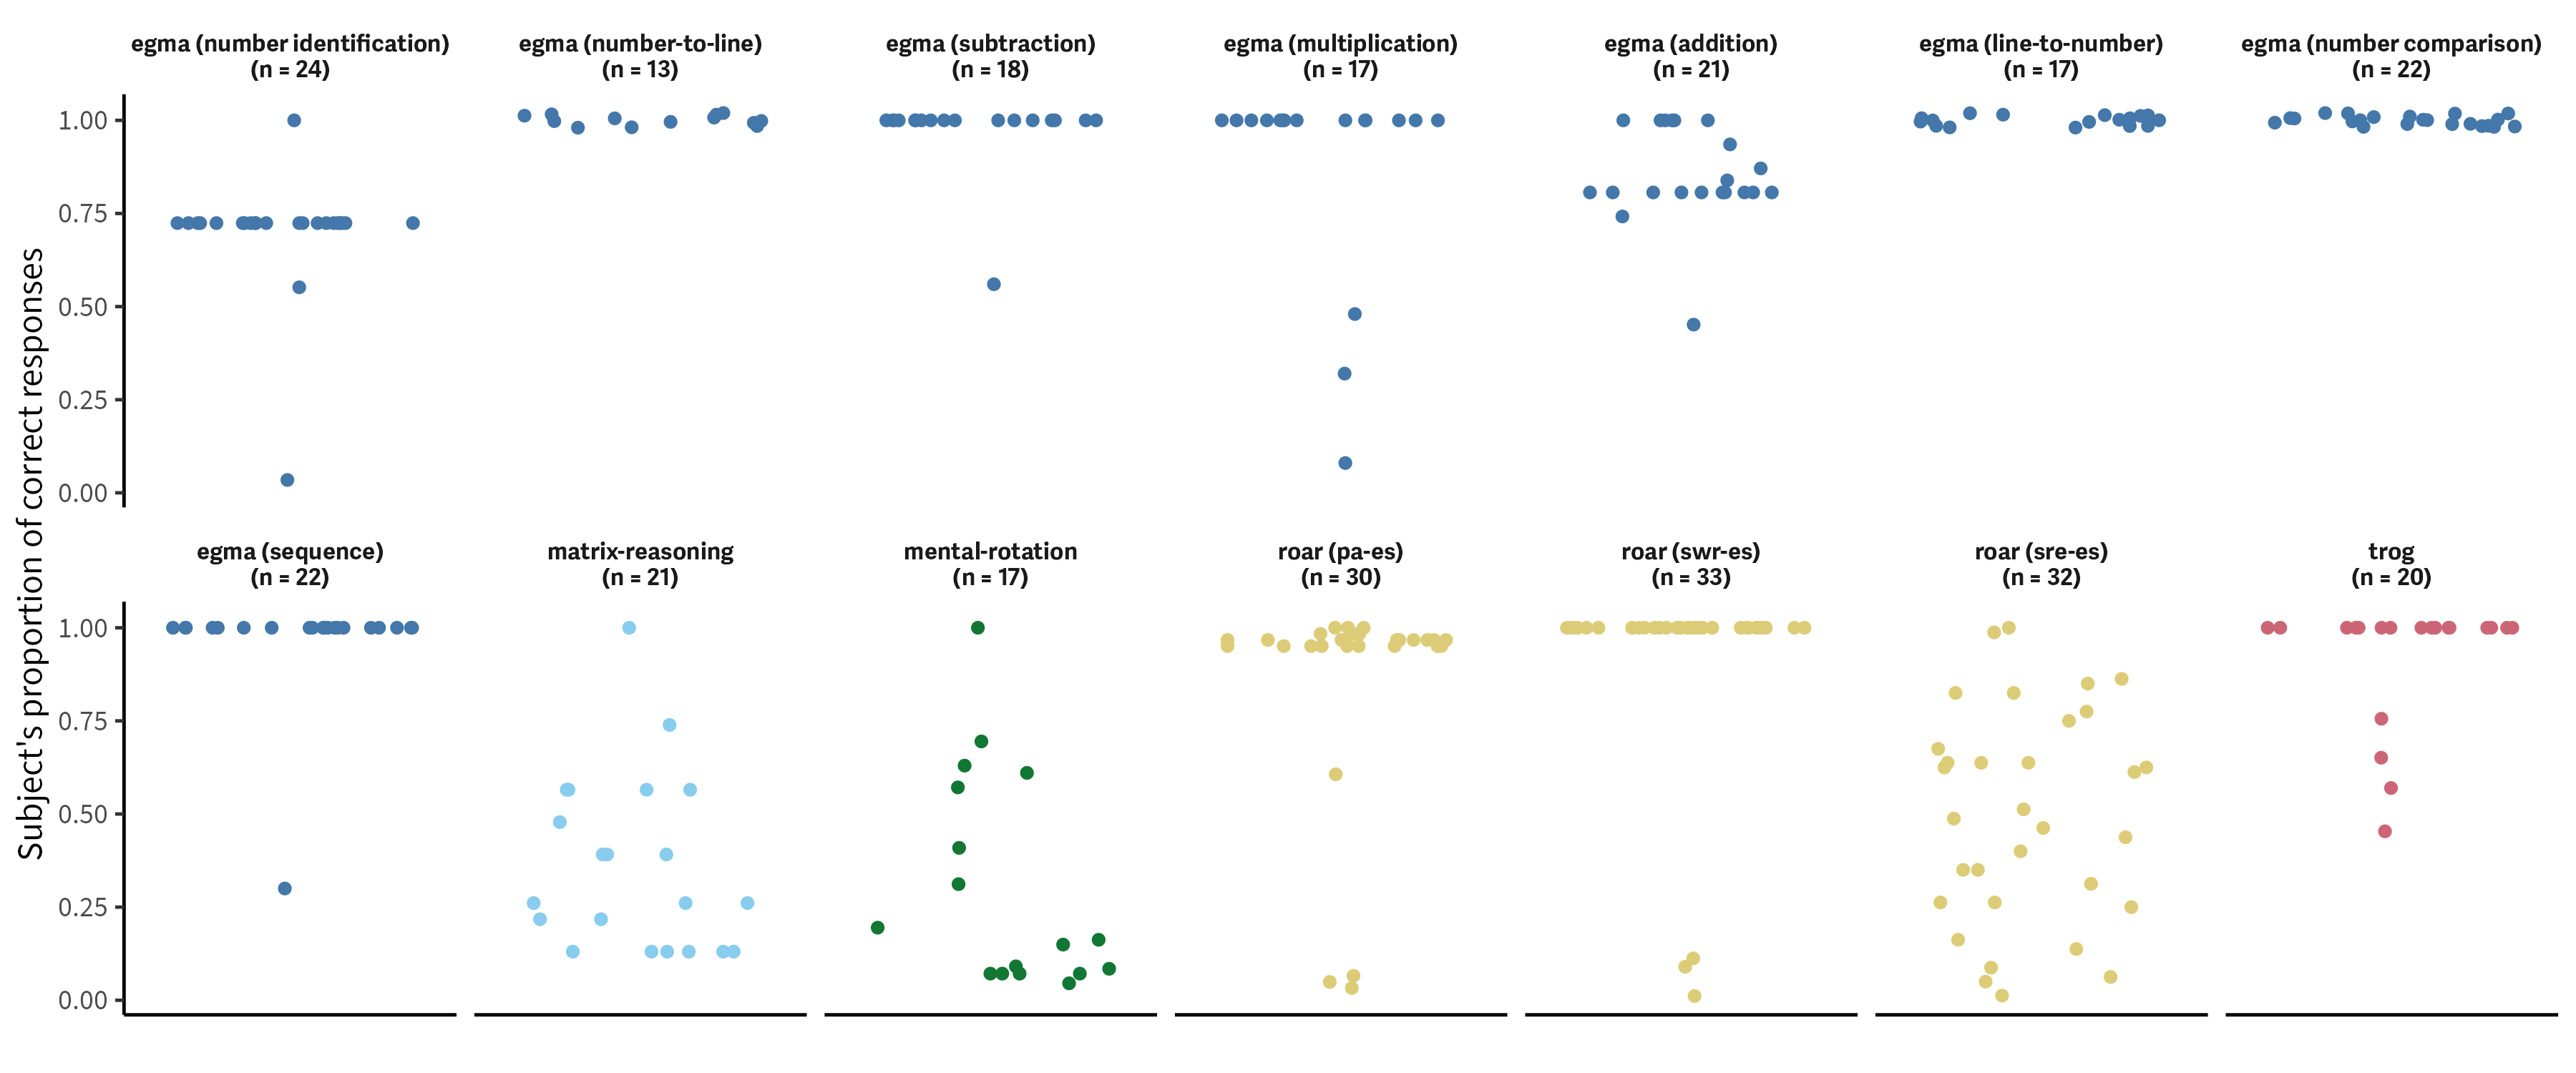 Subject's proportion of correct responses
egma (number identification)
(n = 24)
egma (number-to-line)
(n = 13)
egma (subtraction)
(n = 18)
egma (multiplication)
(n = 17)
egma (addition)
(n = 21)
egma (line-to-number)
(n = 17)
egma (number comparison)
(n = 22)
1.00
0.75
0.50
0.25
0.00
egma (sequence)
(n = 22)
matrix-reasoning
(n = 21)
mental-rotation
(n = 17)
roar (pa-es)
(n = 30)
roar (swr-es)
(n = 33)
roar (sre-es)
(n = 32)
trog
(n = 20)
1.00
0.75
0.50
0.25
0.00